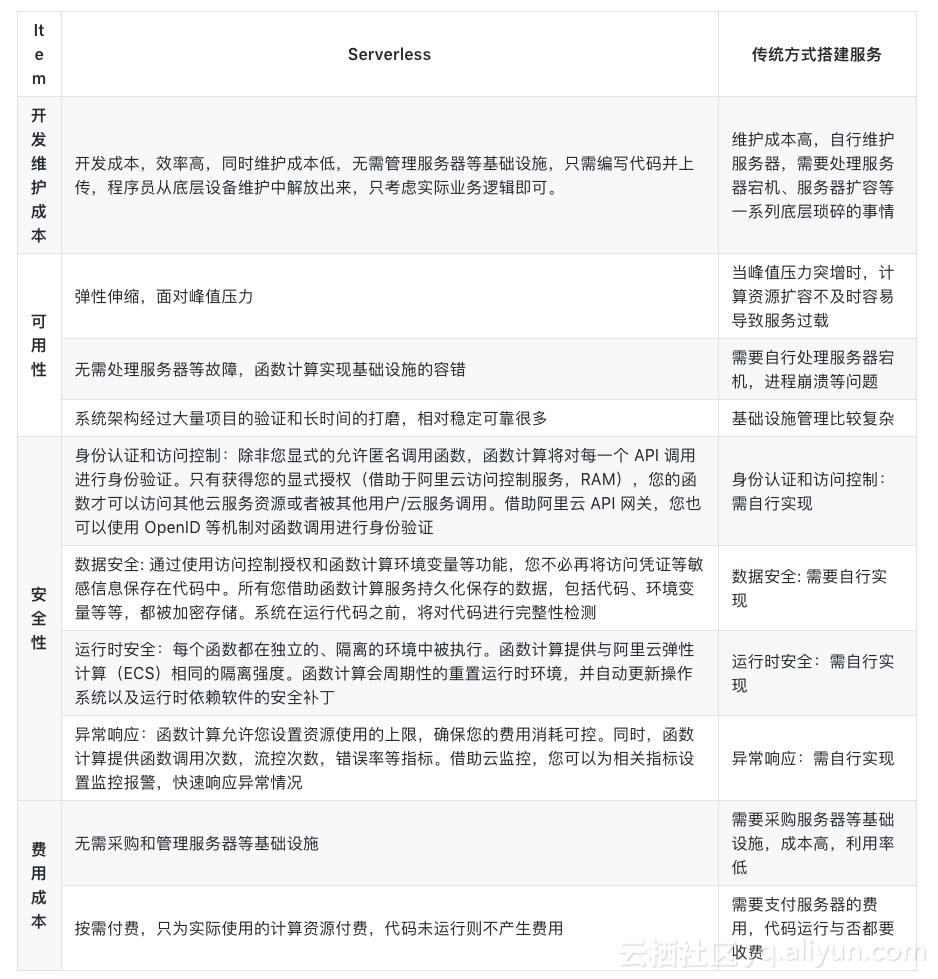 Item
Serverless
传统方式搭建服务
开发维护成本
开发成本，效率高，同时维护成本低，无需管理服务器等基础设施，只需编写代码并上
传，程序员从底层设备维护中解放出来，只考虑实际业务逻辑即可。
维护成本高，自行维护
服务器，需要处理服务
器宕机、服务器扩容等
一系列底层琐碎的事情
可用性
弹性伸缩，面对峰值压力
当峰值压力突增时，计
算资源扩容不及时容易
导致服务过载
无需处理服务器等故障，函数计算实现基础设施的容错
需要自行处理服务器宕
机，进程崩溃等问题
系统架构经过大量项目的验证和长时间的打磨，相对稳定可靠很多
基础设施管理比较复杂
安全性
身份认证和访问控制：除非您显式的允许匿名调用函数，函数计算将对每一个 API 调用
进行身份验证。只有获得您的显式授权（借助于阿里云访问控制服务，RAM），您的函
数才可以访问其他云服务资源或者被其他用户/云服务调用。借助阿里云 API 网关，您也
可以使用 OpenID 等机制对函数调用进行身份验证
身份认证和访问控制：
需自行实现
数据安全: 通过使用访问控制授权和函数计算环境变量等功能，您不必再将访问凭证等敏
感信息保存在代码中。所有您借助函数计算服务持久化保存的数据，包括代码、环境变
量等等，都被加密存储。系统在运行代码之前，将对代码进行完整性检测
数据安全: 需要自行实
现
运行时安全：每个函数都在独立的、隔离的环境中被执行。函数计算提供与阿里云弹性
计算（ECS）相同的隔离强度。函数计算会周期性的重置运行时环境，并自动更新操作
系统以及运行时依赖软件的安全补丁
运行时安全：需自行实
现
异常响应：函数计算允许您设置资源使用的上限，确保您的费用消耗可控。同时，函数
计算提供函数调用次数，流控次数，错误率等指标。借助云监控，您可以为相关指标设
置监控报警，快速响应异常情况
异常响应：需自行实现
费用成本
无需采购和管理服务器等基础设施
需要采购服务器等基础
设施，成本高，利用率
低
按需付费，只为实际使用的计算资源付费，代码未运行则不产生费用
需要支付服务器的费
用，代码运行与否都要
收费
云栖社区 yq.aliyun.com